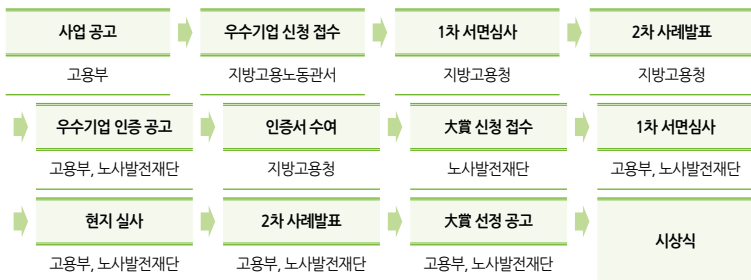 사업 공고 우수기업 신청 접수 1차 서면심사 2차 사례발표
고용부 지방고용노동관서 지방고용청 지방고용청
우수기업 인증 공고 인증서 수여 大賞 신청 접수 1차 서면심사
고용부, 노사발전재단 지방고용청 노사발전재단 고용부, 노사발전재단
현지 실사 2차 사례발표 大賞 선정 공고 시상식
고용부, 노사발전재단 고용부, 노사발전재단 고용부, 노사발전재단